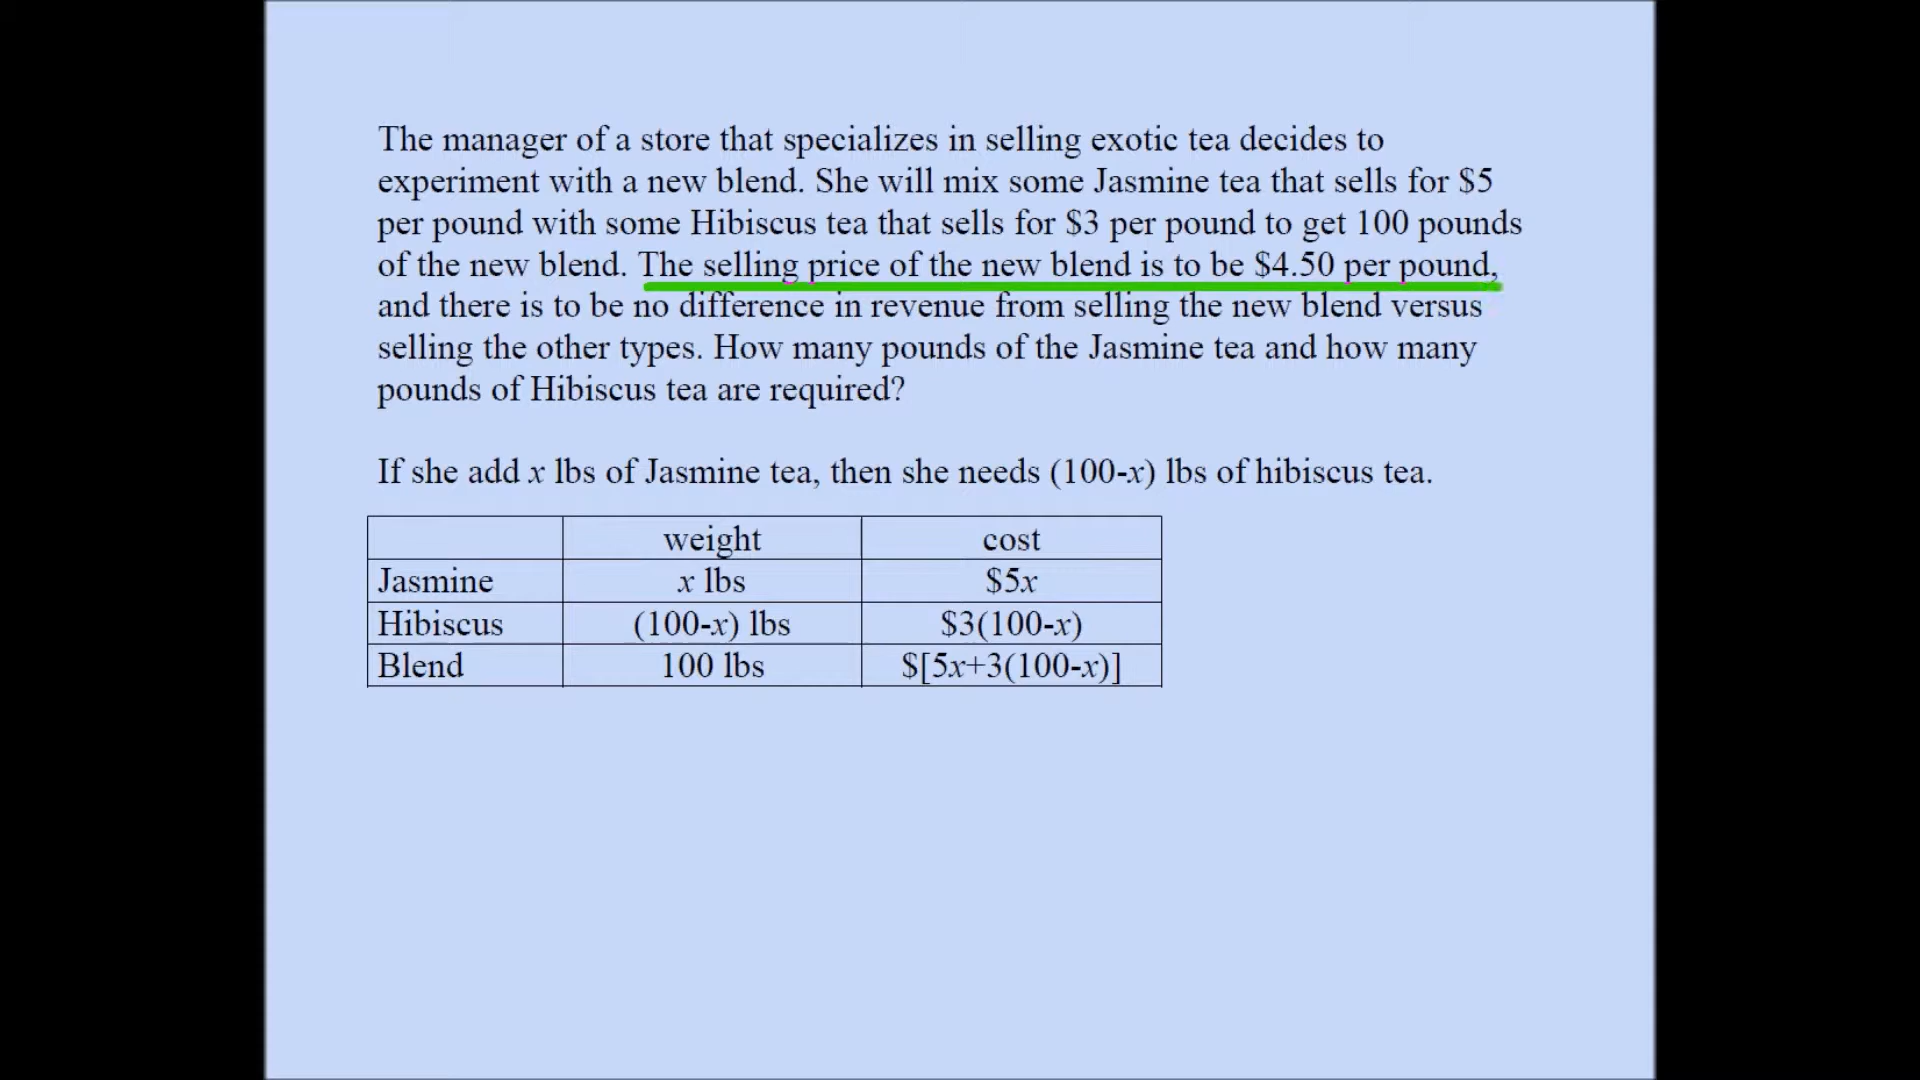 The manager of a store that specializes in selling exotic tea decides to
experiment with a new blend. She will mix some Jasmine tea that sells for $5
per pound with some Hibiscus tea that sells for $3 per pound to get 100 pounds
of the new blend. The selling price of the new blend is to be $4.50 per pound,
and there is to be no difference in revenue from selling the new blend versus
selling the other types. How many pounds of the Jasmine tea and how many
pounds of Hibiscus tea are required?
If she add x lbs of Jasmine tea, then she needs (100-x) lbs of hibiscus tea.
weight cost
Jasmine x lbs $5x
Hibiscus (100-x) lbs $3(100-x)
Blend 100 lbs $[5x+3(100-x)]